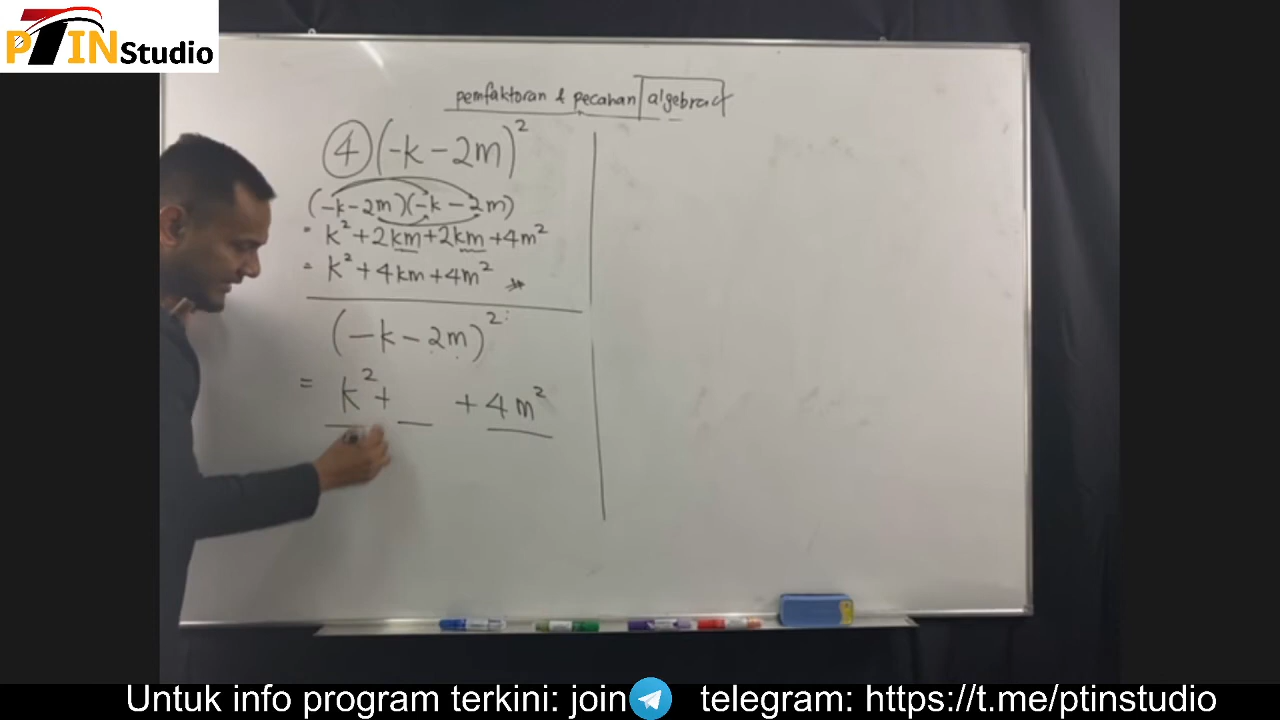 PTIN Studio
pemfaktoran & pecahan algebra
④ (-k - 2m)²
(-k-2m)(-k - 2m)
= k² + 2km + 2km + 4m²
= k² + 4km + 4m²
(-k - 2m)²
= k² + __ + 4m²
Untuk info program terkini: join telegram: https://t.me/ptinstudio